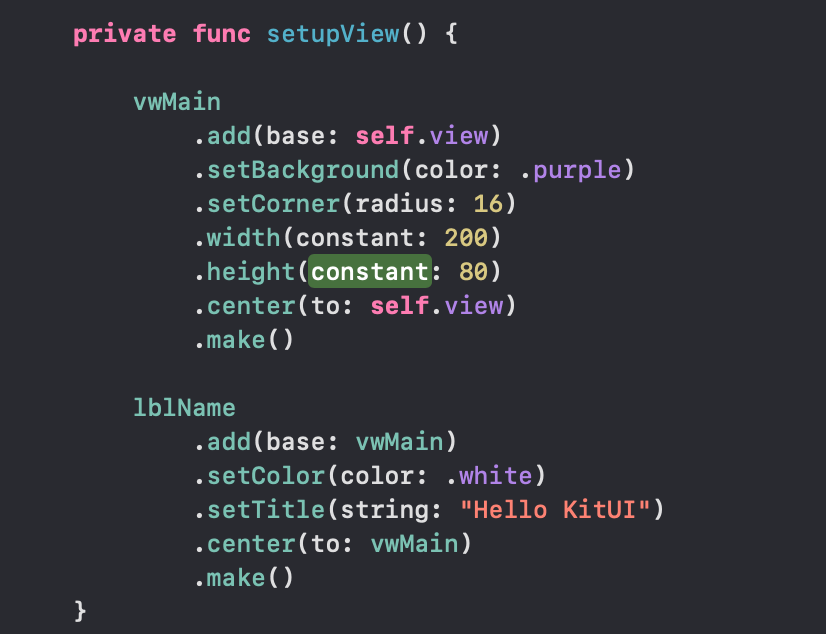 private func setupView() {
vwMain
.add(base: self.view)
.setBackground(color: .purple)
.setCorner(radius: 16)
.width(constant: 200)
.height(constant: 80)
.center(to: self.view)
.make()
lblName
.add(base: vwMain)
.setColor(color: .white)
.setTitle(string: "Hello KitUI")
.center(to: vwMain)
.make()
}